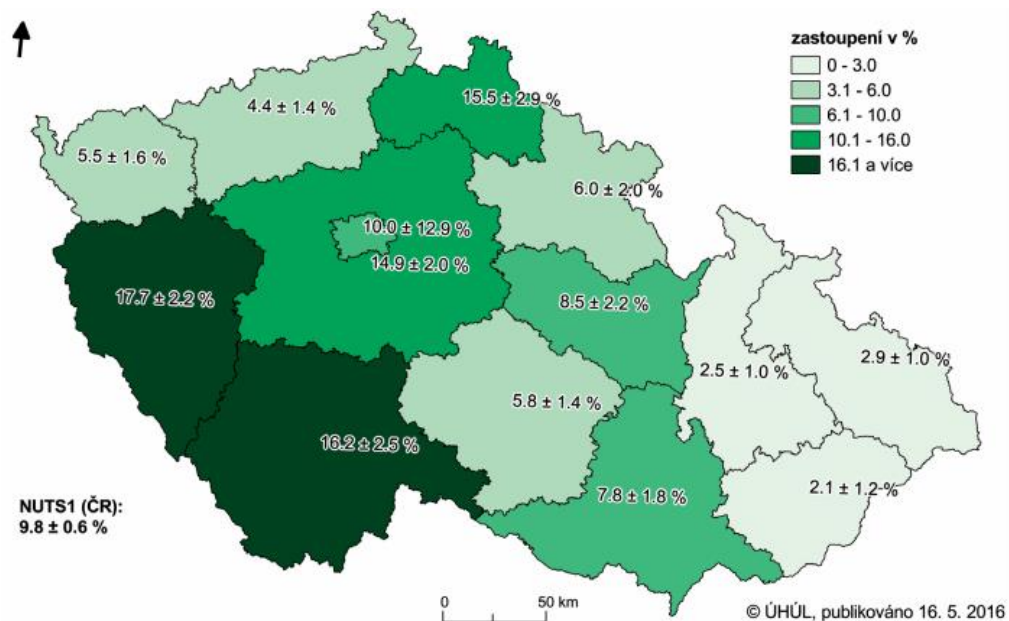 zastoupení v %
0 - 3.0
3.1 - 6.0
6.1 - 10.0
10.1 - 16.0
16.1 a více
4.4 ± 1.4 %
15.5 ± 2.9 %
5.5 ± 1.6 %
6.0 ± 2.0 %
10.0 ± 12.9 %
14.9 ± 2.0 %
17.7 ± 2.2 %
8.5 ± 2.2 %
2.9 ± 1.0 %
2.5 ± 1.0 %
5.8 ± 1.4 %
16.2 ± 2.5 %
7.8 ± 1.8 %
2.1 ± 1.2 %
NUTS1 (ČR):
9.8 ± 0.6 %
0 50 km
© ÚHÚL, publikováno 16. 5. 2016